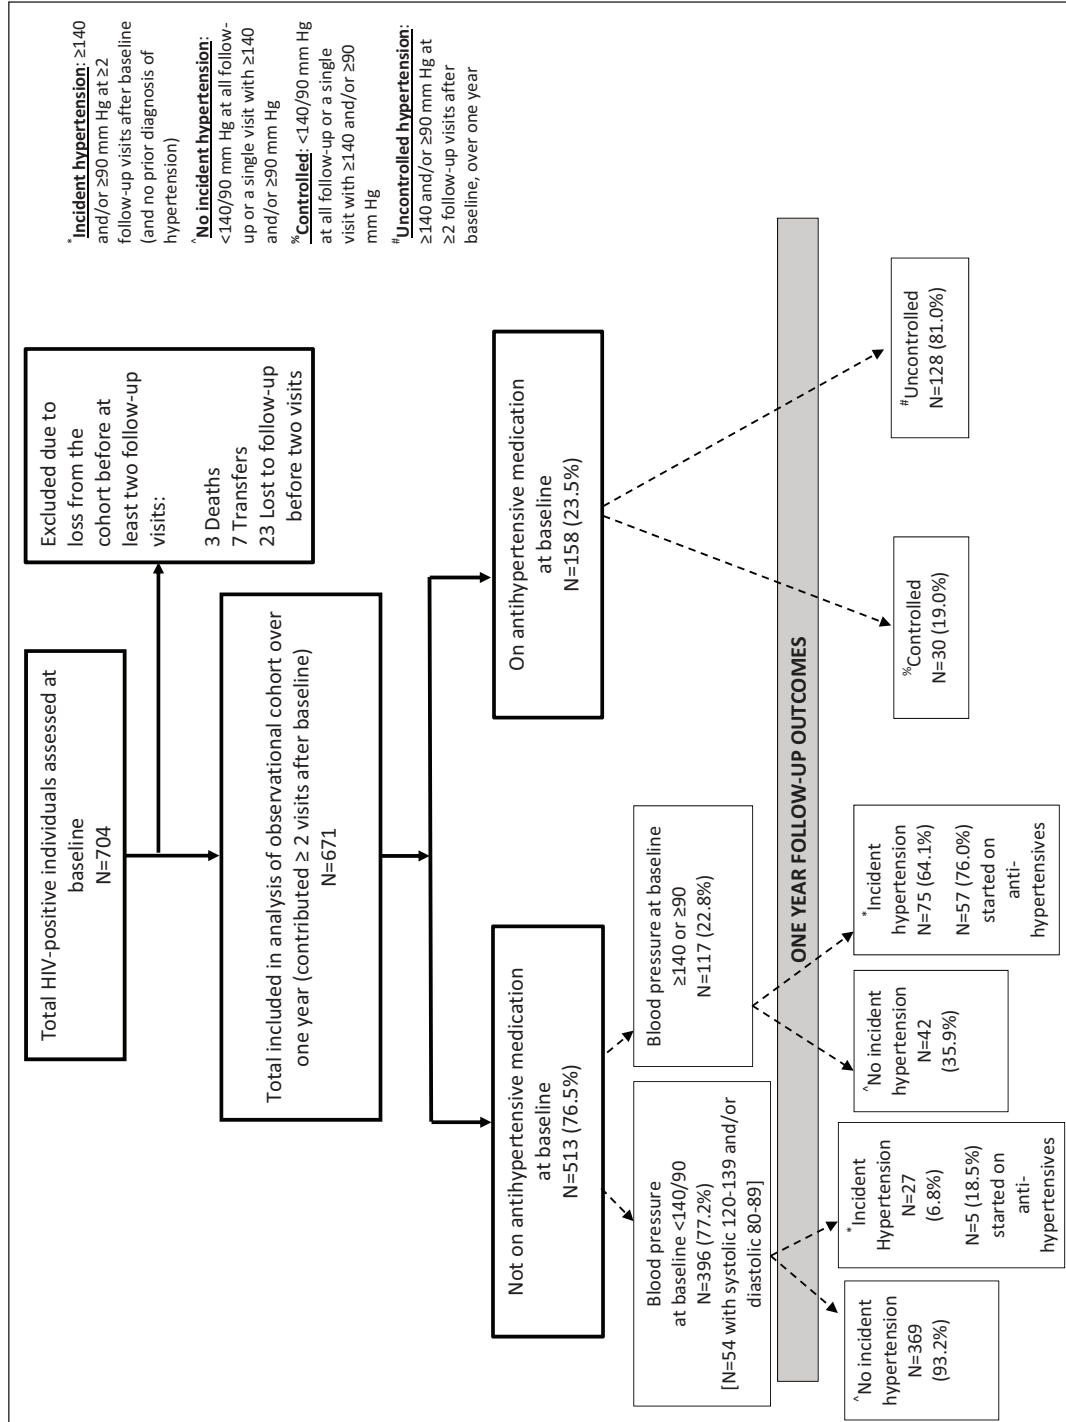 Total HIV-positive individuals assessed at
baseline
N=704
Excluded due to
loss from the
cohort before at
least two follow-up
visits:
3 Deaths
7 Transfers
23 Lost to follow-up
before two visits
*Incident hypertension: ≥140
and/or ≥90 mm Hg at ≥2
follow-up visits after baseline
(and no prior diagnosis of
hypertension)
^No incident hypertension:
<140/90 mm Hg at all follow-
up or a single visit with ≥140
and/or ≥90 mm Hg
%Controlled: <140/90 mm Hg
at all follow-up or a single
visit with ≥140 and/or ≥90
mm Hg
#Uncontrolled hypertension:
≥140 and/or ≥90 mm Hg at
≥2 follow-up visits after
baseline, over one year
Total included in analysis of observational cohort over
one year (contributed ≥ 2 visits after baseline)
N=671
Not on antihypertensive medication
at baseline
N=513 (76.5%)
On antihypertensive medication
at baseline
N=158 (23.5%)
Blood pressure
at baseline <140/90
N=396 (77.2%)
[N=54 with systolic 120-139 and/or
diastolic 80-89]
Blood pressure at baseline
≥140 or ≥90
N=117 (22.8%)
ONE YEAR FOLLOW-UP OUTCOMES
^No incident
hypertension
N=369
(93.2%)
*Incident
Hypertension
N=27
(6.8%)
N=5 (18.5%)
started on
anti-
hypertensives
^No incident
hypertension
N=42
(35.9%)
*Incident
hypertension
N=75 (64.1%)
N=57 (76.0%)
started on
anti-
hypertensives
%Controlled
N=30 (19.0%)
#Uncontrolled
N=128 (81.0%)